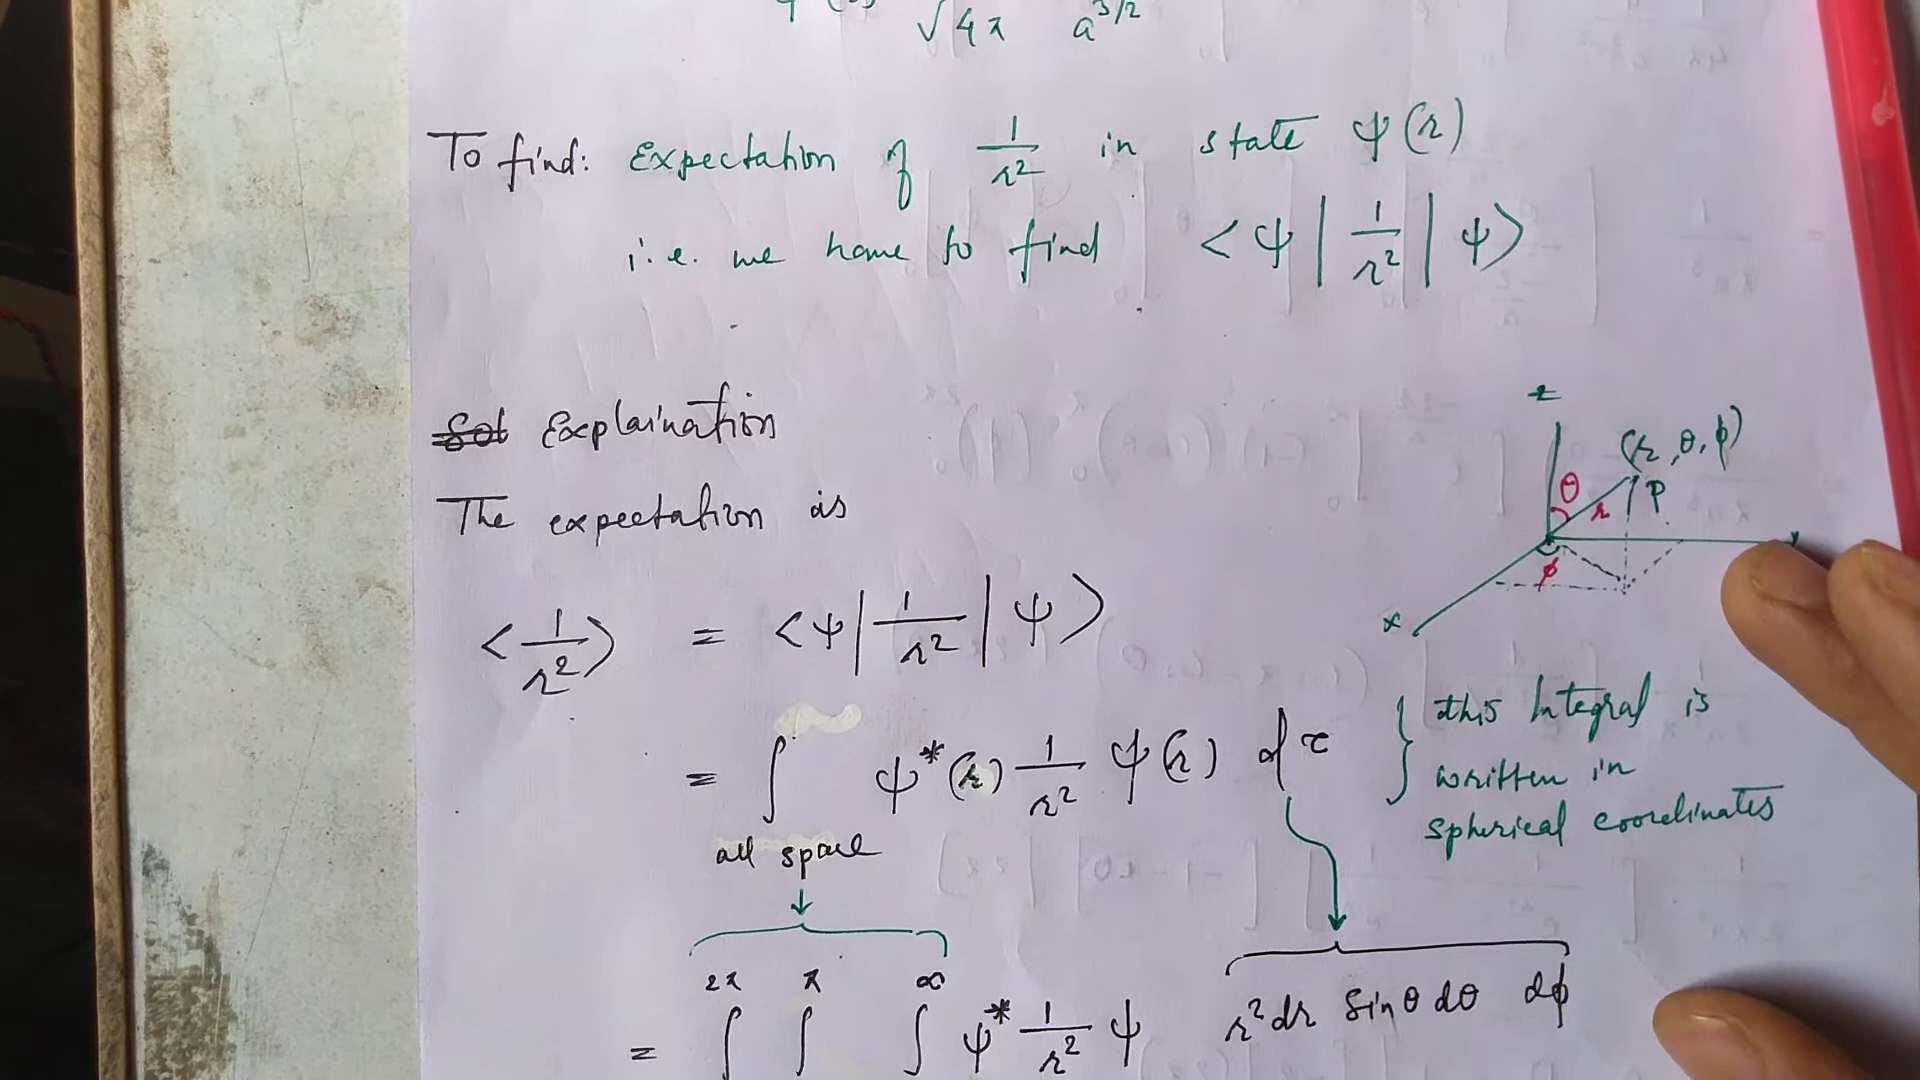 √4π a^3/2
To find: Expectation of 1/r² in state ψ(r)
i.e. we have to find <ψ|1/r²|ψ>
Explaination
The expectation is
<1/r²> = <ψ|1/r²|ψ>
= ∫ ψ*(r) 1/r² ψ(r) dτ
all space
} this Integral is
written in
spherical coordinates
2π π ∞
= ∫ ∫ ∫ ψ* 1/r² ψ r²dr Sinθ dθ dϕ
z
(r, θ, ϕ)
θ r P
ϕ
x